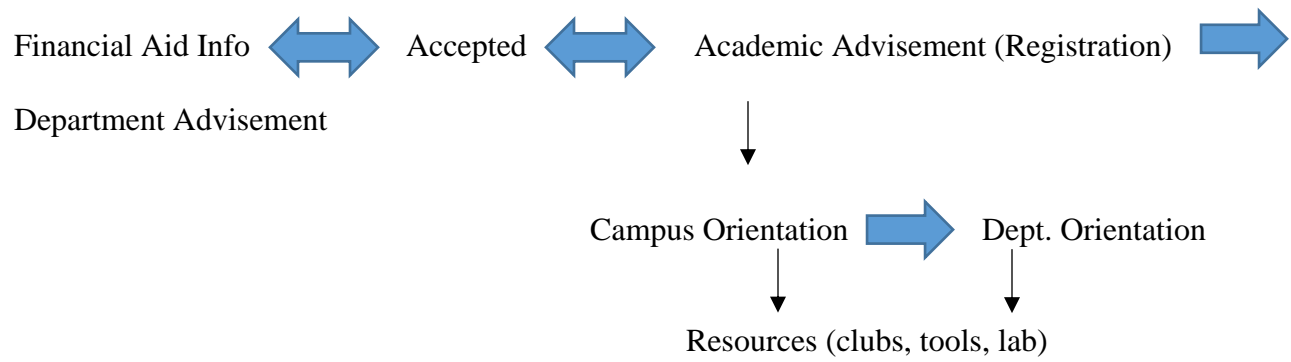 Financial Aid Info Accepted Academic Advisement (Registration)
Department Advisement
Campus Orientation Dept. Orientation
Resources (clubs, tools, lab)